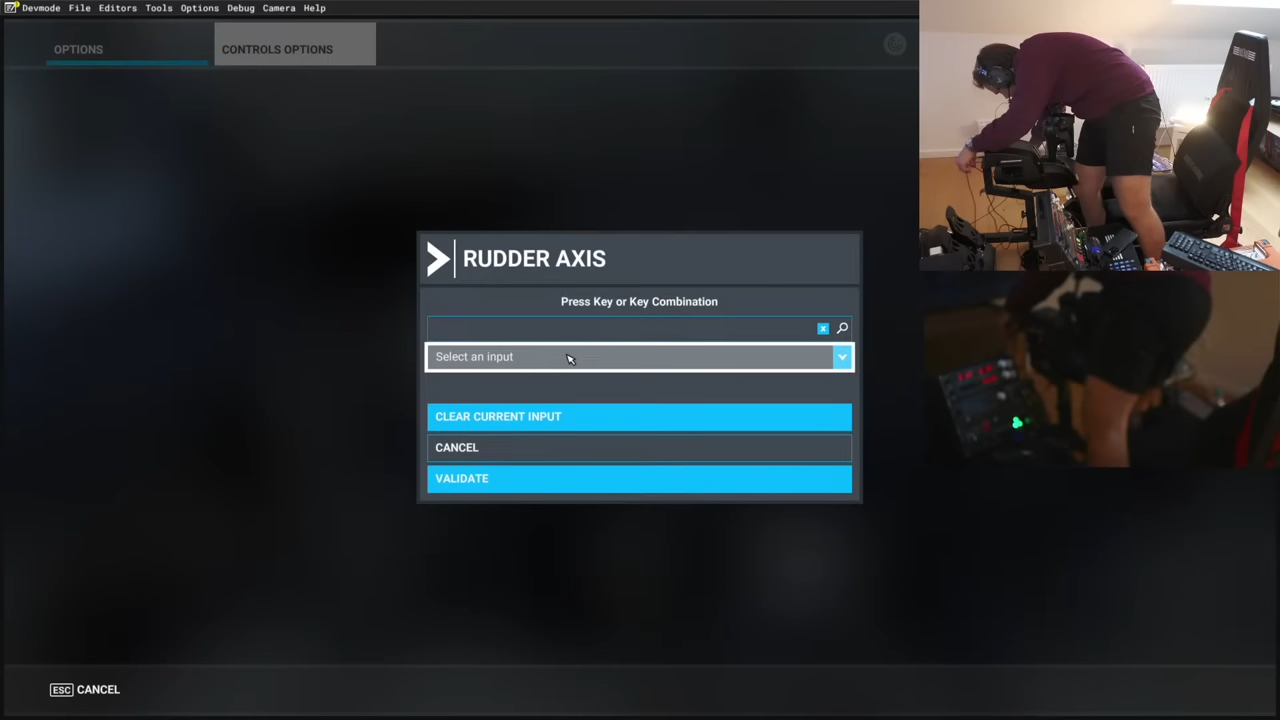 Devmode File Editors Tools Options Debug Camera Help
OPTIONS
CONTROLS OPTIONS
RUDDER AXIS
Press Key or Key Combination
x
Select an input
CLEAR CURRENT INPUT
CANCEL
VALIDATE
ESC CANCEL